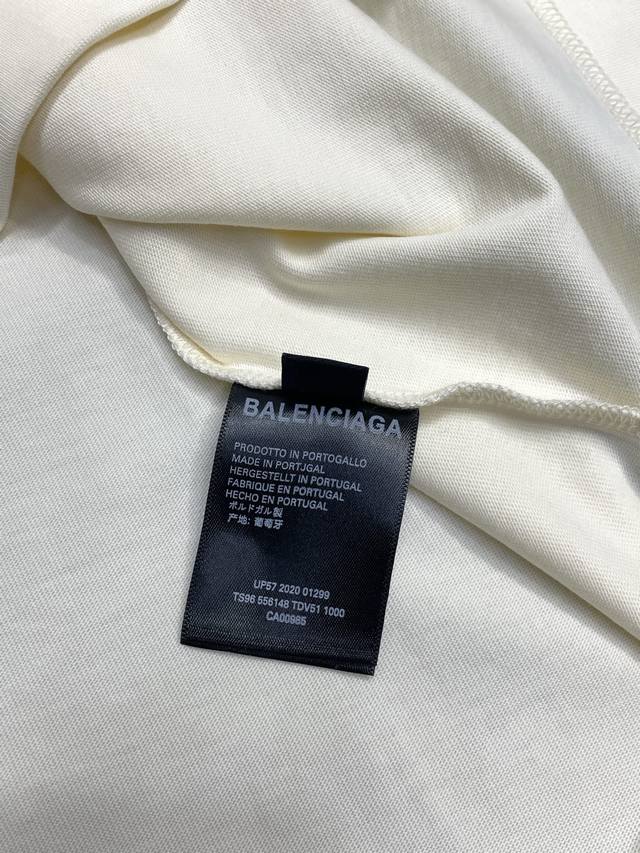 BALENCIAGA
PRODOTTO IN PORTOGALLO
MADE IN PORTJGAL
HERGESTELLT IN PORTUGAL
FABRIQUE EN PORTUGAL
HECHO EN PORTUGAL
ポルドガル製
产地: 葡萄牙
UP57 2020 01299
TS96 556148 TDV51 1000
CA00985